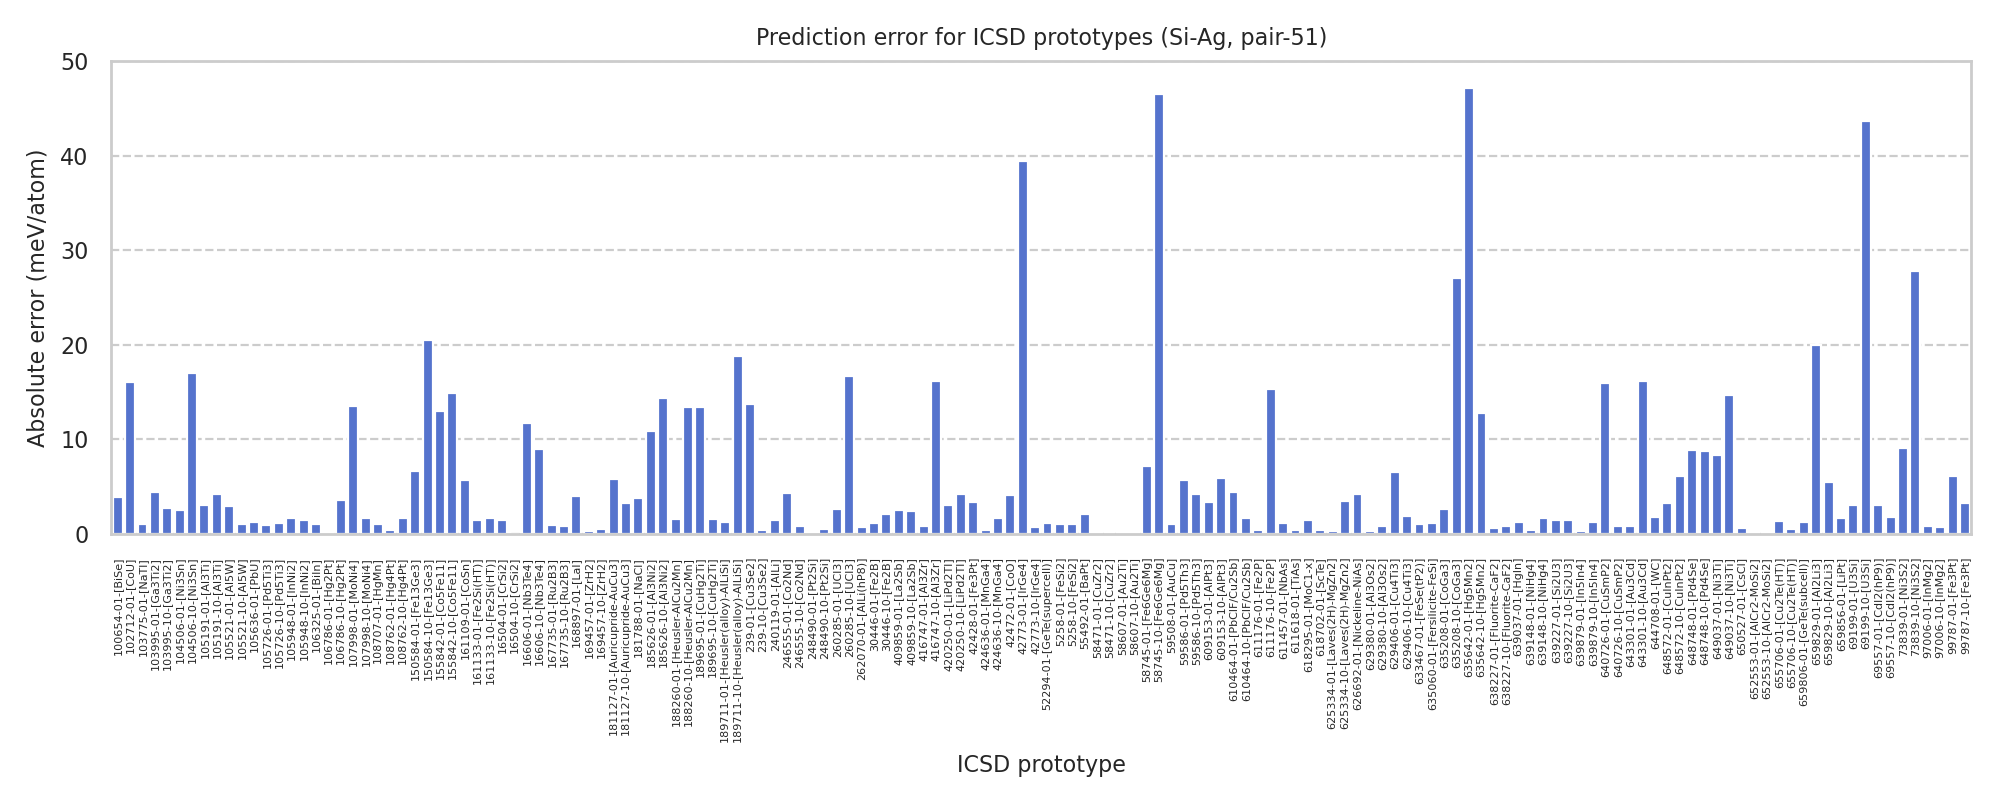 Prediction error for ICSD prototypes (Si-Ag, pair-51)
Absolute error (meV/atom)
50
40
30
20
10
0
100654-01-[BiSe]
102712-01-[CoU]
103775-01-[NaTl]
103995-01-[Ga3Ti2]
103995-10-[Ga3Ti2]
104506-01-[Ni3Sn]
104506-10-[Ni3Sn]
105191-01-[Al3Ti]
105191-10-[Al3Ti]
105521-01-[Al5W]
105521-10-[Al5W]
105636-01-[PbU]
105726-01-[Pd5Ti3]
105726-10-[Pd5Ti3]
105948-01-[InNi2]
105948-10-[InNi2]
106325-01-[BiIn]
106786-01-[Hg2Pt]
106786-10-[Hg2Pt]
107998-01-[MoNi4]
107998-10-[MoNi4]
108707-01-[HgMn]
108762-01-[Hg4Pt]
108762-10-[Hg4Pt]
150584-01-[Fe13Ge3]
150584-10-[Fe13Ge3]
155842-01-[Co5Fe11]
155842-10-[Co5Fe11]
161109-01-[CoSn]
161133-01-[Fe2Si(HT)]
161133-10-[Fe2Si(HT)]
16504-01-[CrSi2]
16504-10-[CrSi2]
16606-01-[Nb3Te4]
16606-10-[Nb3Te4]
167735-01-[Ru2B3]
167735-10-[Ru2B3]
168897-01-[LaI]
169457-01-[ZrH2]
169457-10-[ZrH2]
181127-01-[Auricupride-AuCu3]
181127-10-[Auricupride-AuCu3]
181788-01-[NaCl]
185626-01-[Al3Ni2]
185626-10-[Al3Ni2]
188260-01-[Heusler-AlCu2Mn]
188260-10-[Heusler-AlCu2Mn]
189695-01-[CuHg2Ti]
189695-10-[CuHg2Ti]
189711-01-[Heusler(alloy)-AlLiSi]
189711-10-[Heusler(alloy)-AlLiSi]
239-01-[Cu3Se2]
239-10-[Cu3Se2]
240119-01-[AlLi]
246555-01-[Co2Nd]
246555-10-[Co2Nd]
248490-01-[Pt2Si]
248490-10-[Pt2Si]
260285-01-[UCl3]
260285-10-[UCl3]
262070-01-[AlLi(hP8)]
30446-01-[Fe2B]
30446-10-[Fe2B]
409859-01-[La2Sb]
409859-10-[La2Sb]
416747-01-[Al3Zr]
416747-10-[Al3Zr]
420250-01-[LiPd2Tl]
420250-10-[LiPd2Tl]
42428-01-[Fe3Pt]
424636-01-[MnGa4]
424636-10-[MnGa4]
42472-01-[CoO]
42773-01-[IrGe4]
42773-10-[IrGe4]
52294-01-[GeTe(supercell)]
5258-01-[FeSi2]
5258-10-[FeSi2]
55492-01-[BaPt]
58471-01-[CuZr2]
58471-10-[CuZr2]
58607-01-[Au2Ti]
58607-10-[Au2Ti]
58745-01-[Fe6Ge6Mg]
58745-10-[Fe6Ge6Mg]
59508-01-[AuCu]
59586-01-[Pd5Th3]
59586-10-[Pd5Th3]
609153-01-[AlPt3]
609153-10-[AlPt3]
610464-01-[PbClF/Cu2Sb]
610464-10-[PbClF/Cu2Sb]
611176-01-[Fe2P]
611176-10-[Fe2P]
611457-01-[NbAs]
611618-01-[TiAs]
618295-01-[MoC1-x]
618702-01-[ScTe]
625334-01-[Laves(2H)-MgZn2]
625334-10-[Laves(2H)-MgZn2]
626692-01-[Nickeline-NiAs]
629380-01-[Al3Os2]
629380-10-[Al3Os2]
629406-01-[Cu4Ti3]
629406-10-[Cu4Ti3]
633467-01-[FeSe(tP2)]
635060-01-[Fersilicite-FeSi]
635208-01-[CoGa3]
635208-10-[CoGa3]
635642-01-[Hg5Mn2]
635642-10-[Hg5Mn2]
638227-01-[Fluorite-CaF2]
638227-10-[Fluorite-CaF2]
639037-01-[HgIn]
639148-01-[NiHg4]
639148-10-[NiHg4]
639227-01-[Si2U3]
639227-10-[Si2U3]
639879-01-[In5In4]
639879-10-[In5In4]
640726-01-[CuSmP2]
640726-10-[CuSmP2]
643301-01-[Au3Cd]
643301-10-[Au3Cd]
644708-01-[WC]
648572-01-[CuInPt2]
648572-10-[CuInPt2]
648748-01-[Pd4Se]
648748-10-[Pd4Se]
649037-01-[Ni3Ti]
649037-10-[Ni3Ti]
650527-01-[CsCl]
652553-01-[AlCr2-MoSi2]
652553-10-[AlCr2-MoSi2]
655706-01-[Cu2Te(HT)]
655706-10-[Cu2Te(HT)]
659806-01-[GeTe(subcell)]
659829-01-[Al2Li3]
659829-10-[Al2Li3]
659856-01-[LiPt]
69199-01-[U3Si]
69199-10-[U3Si]
69557-01-[CdI2(hP9)]
69557-10-[CdI2(hP9)]
73839-01-[Ni3S2]
73839-10-[Ni3S2]
97006-01-[InMg2]
97006-10-[InMg2]
99787-01-[Fe3Pt]
99787-10-[Fe3Pt]
ICSD prototype